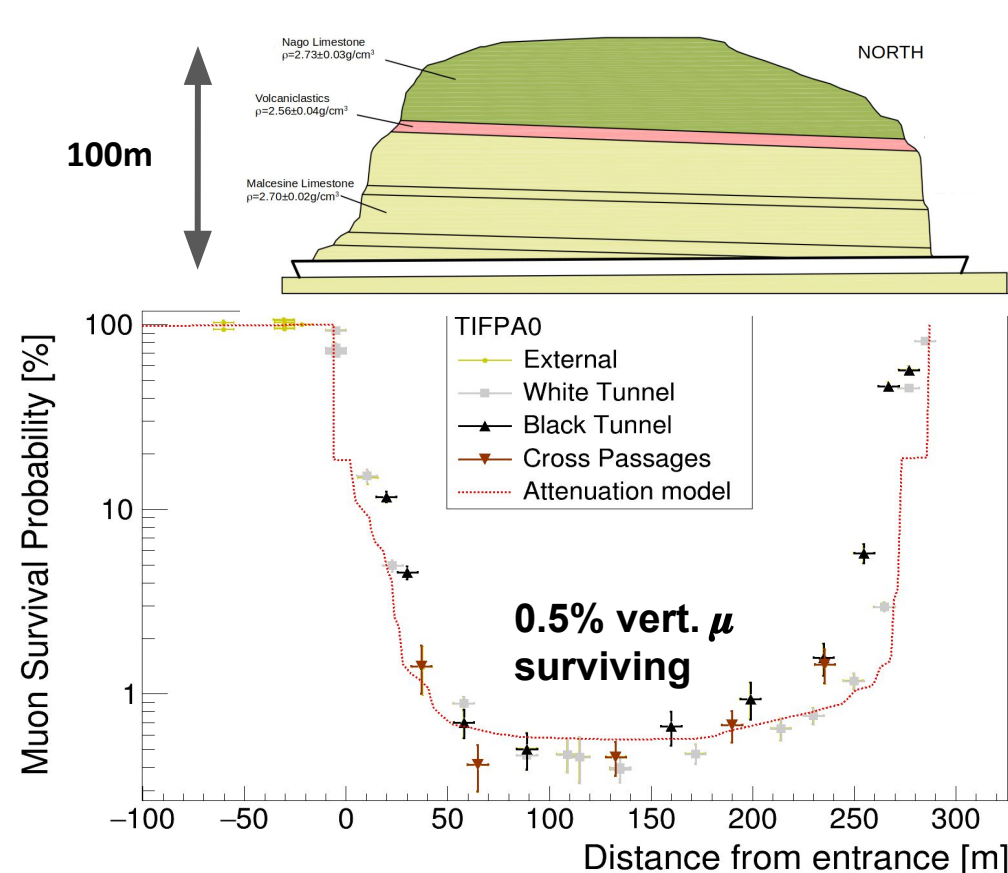 Nago Limestone
ρ=2.73±0.03g/cm³
NORTH
Volcaniclastics
ρ=2.56±0.04g/cm³
100m
Malcesine Limestone
ρ=2.70±0.02g/cm³
Muon Survival Probability [%]
100
10
1
TIFPA0
External
White Tunnel
Black Tunnel
Cross Passages
Attenuation model
0.5% vert. μ
surviving
−100 −50 0 50 100 150 200 250 300
Distance from entrance [m]